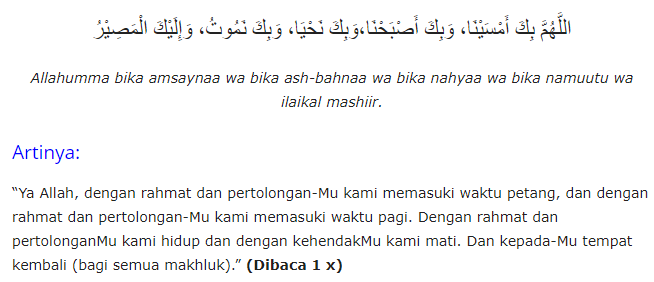 اللَّهُمَّ بِكَ أَمْسَيْنَا، وَبِكَ أَصْبَحْنَا،وَبِكَ نَحْيَا، وَبِكَ نَمُوتُ، وَإِلَيْكَ الْمَصِيْرُ
Allahumma bika amsaynaa wa bika ash-bahnaa wa bika nahyaa wa bika namuutu wa
ilaikal mashiir.
Artinya:
“Ya Allah, dengan rahmat dan pertolongan-Mu kami memasuki waktu petang, dan dengan
rahmat dan pertolongan-Mu kami memasuki waktu pagi. Dengan rahmat dan
pertolonganMu kami hidup dan dengan kehendakMu kami mati. Dan kepada-Mu tempat
kembali (bagi semua makhluk).” (Dibaca 1 x)